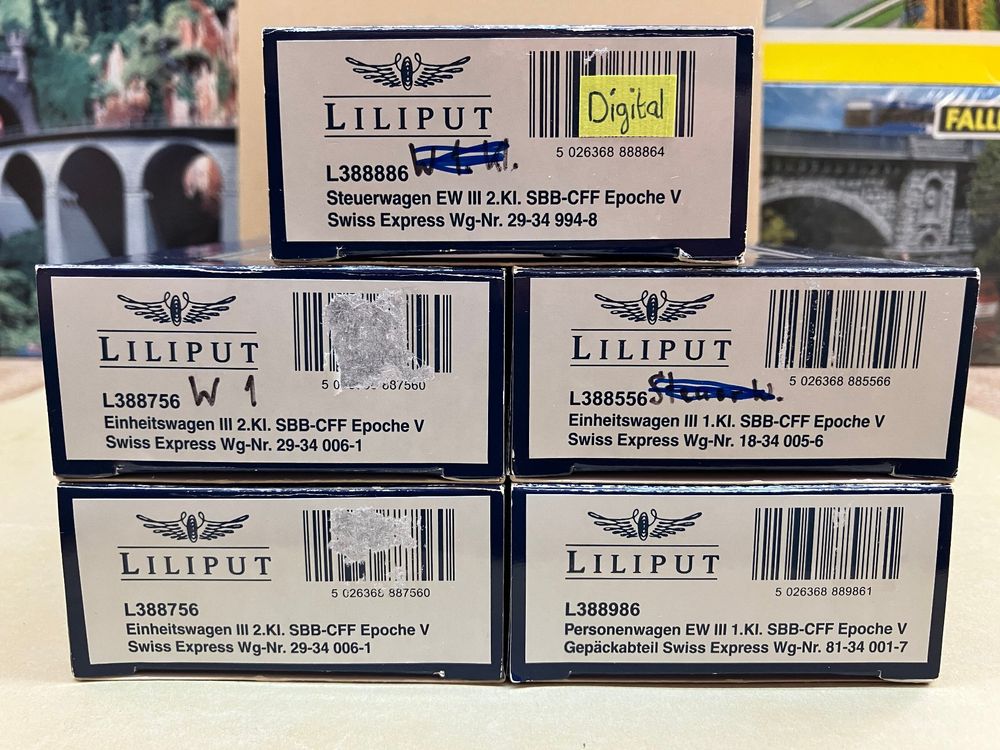 LILIPUT
Digital
5 026368 888864
L388886 W 1. Kl.
Steuerwagen EW III 2.Kl. SBB-CFF Epoche V
Swiss Express Wg-Nr. 29-34 994-8
FALL
LILIPUT
887560
L388756 W 1
Einheitswagen III 2.Kl. SBB-CFF Epoche V
Swiss Express Wg-Nr. 29-34 006-1
LILIPUT
5 026368 885566
L388556 Steuer W.
Einheitswagen III 1.Kl. SBB-CFF Epoche V
Swiss Express Wg-Nr. 18-34 005-6
LILIPUT
5 026368 887560
L388756
Einheitswagen III 2.Kl. SBB-CFF Epoche V
Swiss Express Wg-Nr. 29-34 006-1
LILIPUT
5 026368 889861
L388986
Personenwagen EW III 1.Kl. SBB-CFF Epoche V
Gepäckabteil Swiss Express Wg-Nr. 81-34 001-7